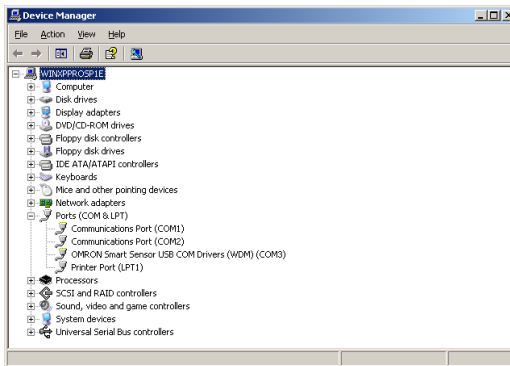 Device Manager
File Action View Help
WINXPPROSP1E
Computer
Disk drives
Display adapters
DVD/CD-ROM drives
Floppy disk controllers
Floppy disk drives
IDE ATA/ATAPI controllers
Keyboards
Mice and other pointing devices
Network adapters
Ports (COM & LPT)
Communications Port (COM1)
Communications Port (COM2)
OMRON Smart Sensor USB COM Drivers (WDM) (COM3)
Printer Port (LPT1)
Processors
SCSI and RAID controllers
Sound, video and game controllers
System devices
Universal Serial Bus controllers